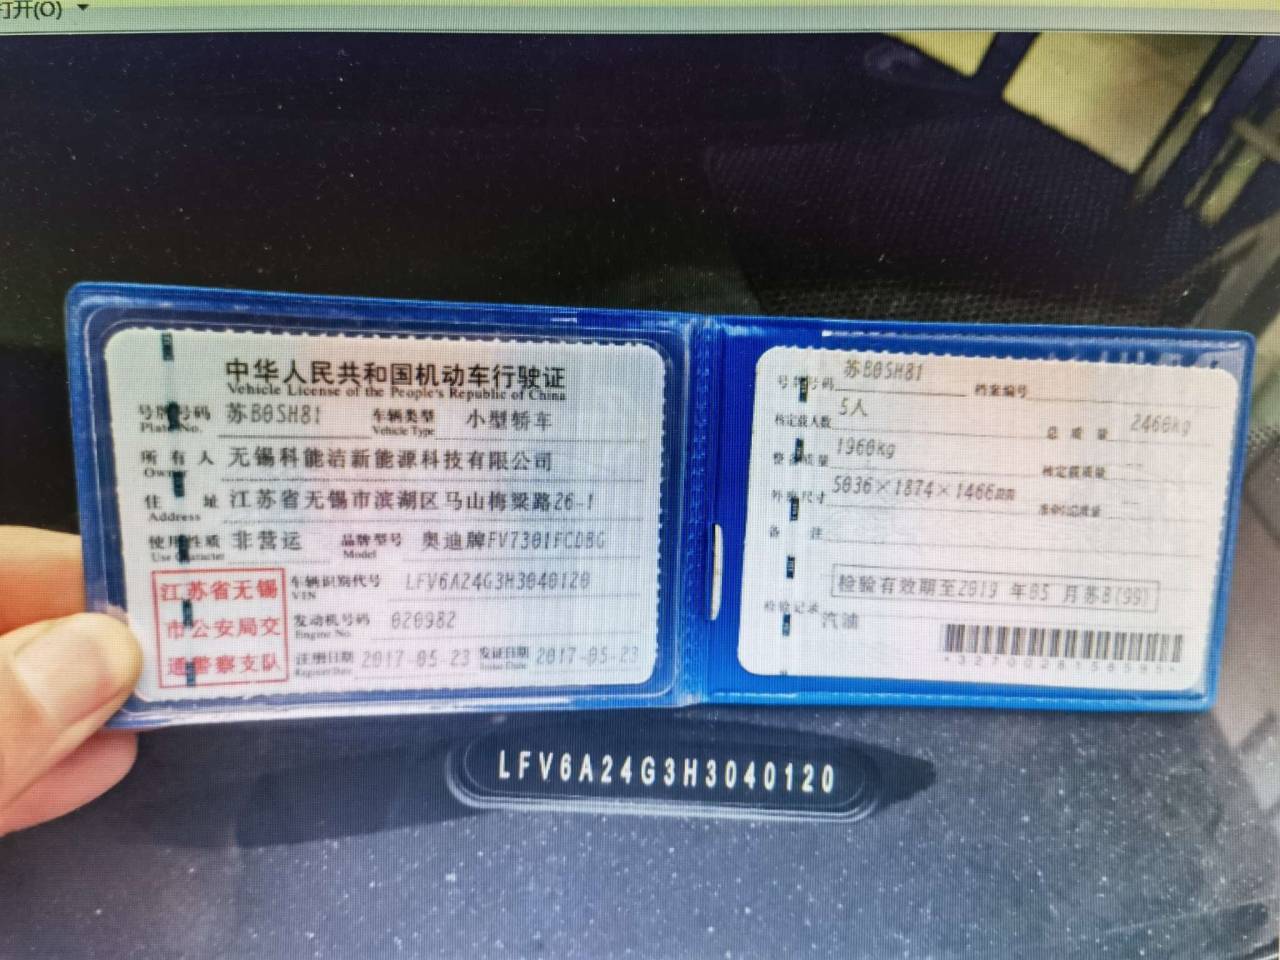 打开(O)
中华人民共和国机动车行驶证
Vehicle License of the People's Republic of China
号牌号码 苏B0SH81 车辆类型 小型轿车
Plate No. Vehicle Type
所有人 无锡科能洁新能源科技有限公司
Owner
住址 江苏省无锡市滨湖区马山梅梁路26-1
Address
使用性质 非营运 品牌型号 奥迪牌FV7301FCDBG
Use Character Model
江苏省无锡
市公安局交
通警察支队
车辆识别代号 LFV6A24G3H3040120
VIN
发动机号码 020982
Engine No.
注册日期 2017-05-23 发证日期 2017-05-23
Register Date Issue Date
号牌号码 苏B0SH81 档案编号
核定载人数 5人 总质量 2460kg
整备质量 1960kg 核定载质量
外廓尺寸 5036×1874×1466mm
备注
检验有效期至2019年05月苏B(99)
检验记录
汽油
LFV6A24G3H3040120